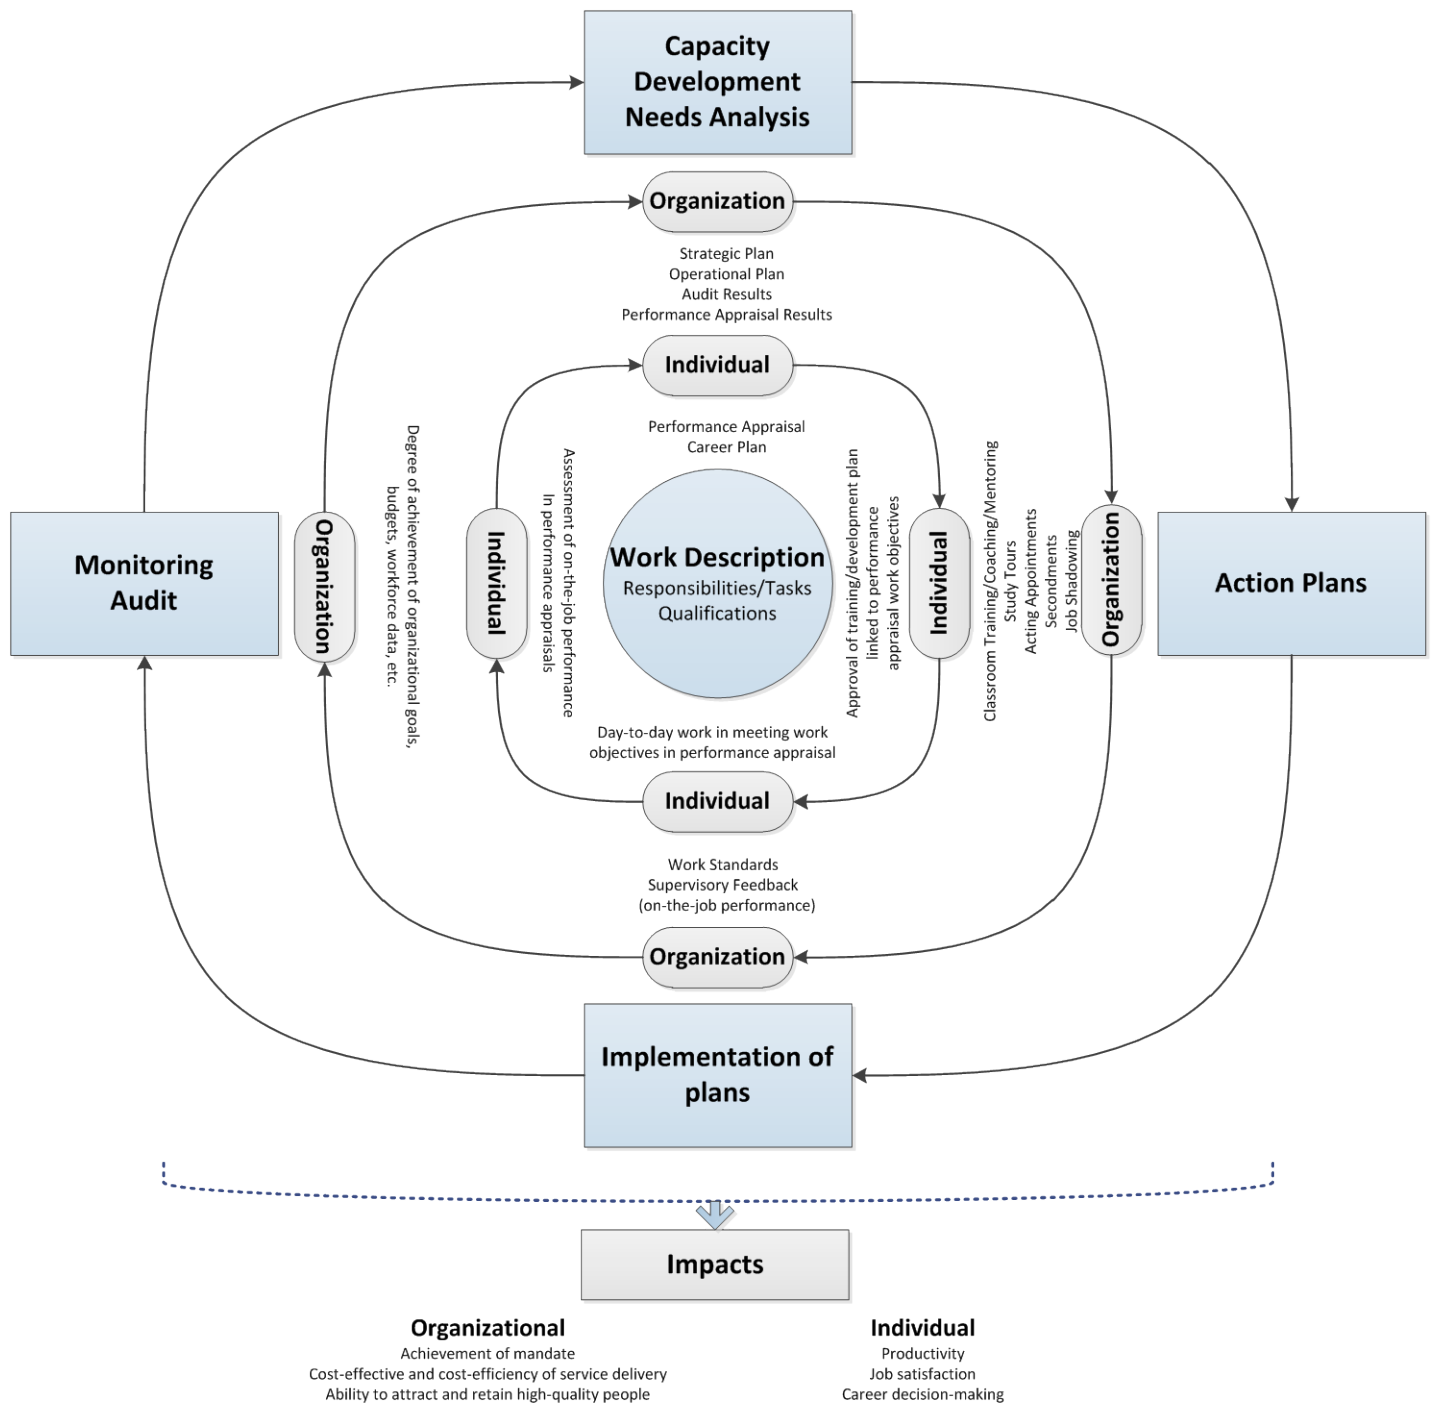 Capacity
Development
Needs Analysis
Organization
Strategic Plan
Operational Plan
Audit Results
Performance Appraisal Results
Individual
Performance Appraisal
Career Plan
Monitoring
Audit
Organization
Degree of achievement of organizational goals,
budgets, workforce data, etc.
Individual
Assessment of on-the-job performance
In performance appraisals
Work Description
Responsibilities/Tasks
Qualifications
Approval of training/development plan
linked to performance
appraisal work objectives
Individual
Classroom Training/Coaching/Mentoring
Study Tours
Acting Appointments
Secondments
Job Shadowing
Organization
Action Plans
Day-to-day work in meeting work
objectives in performance appraisal
Individual
Work Standards
Supervisory Feedback
(on-the-job performance)
Organization
Implementation of
plans
Impacts
Organizational
Achievement of mandate
Cost-effective and cost-efficiency of service delivery
Ability to attract and retain high-quality people
Individual
Productivity
Job satisfaction
Career decision-making